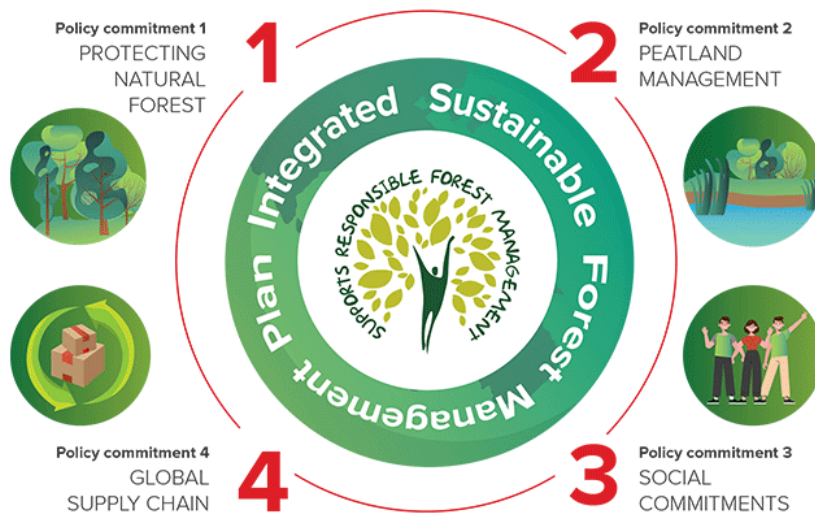 Policy commitment 1
PROTECTING
NATURAL
FOREST
1
2
Policy commitment 2
PEATLAND
MANAGEMENT
Integrated Sustainable Forest Management Plan
SUPPORTS RESPONSIBLE FOREST MANAGEMENT
Policy commitment 4
GLOBAL
SUPPLY CHAIN
4
3
Policy commitment 3
SOCIAL
COMMITMENTS